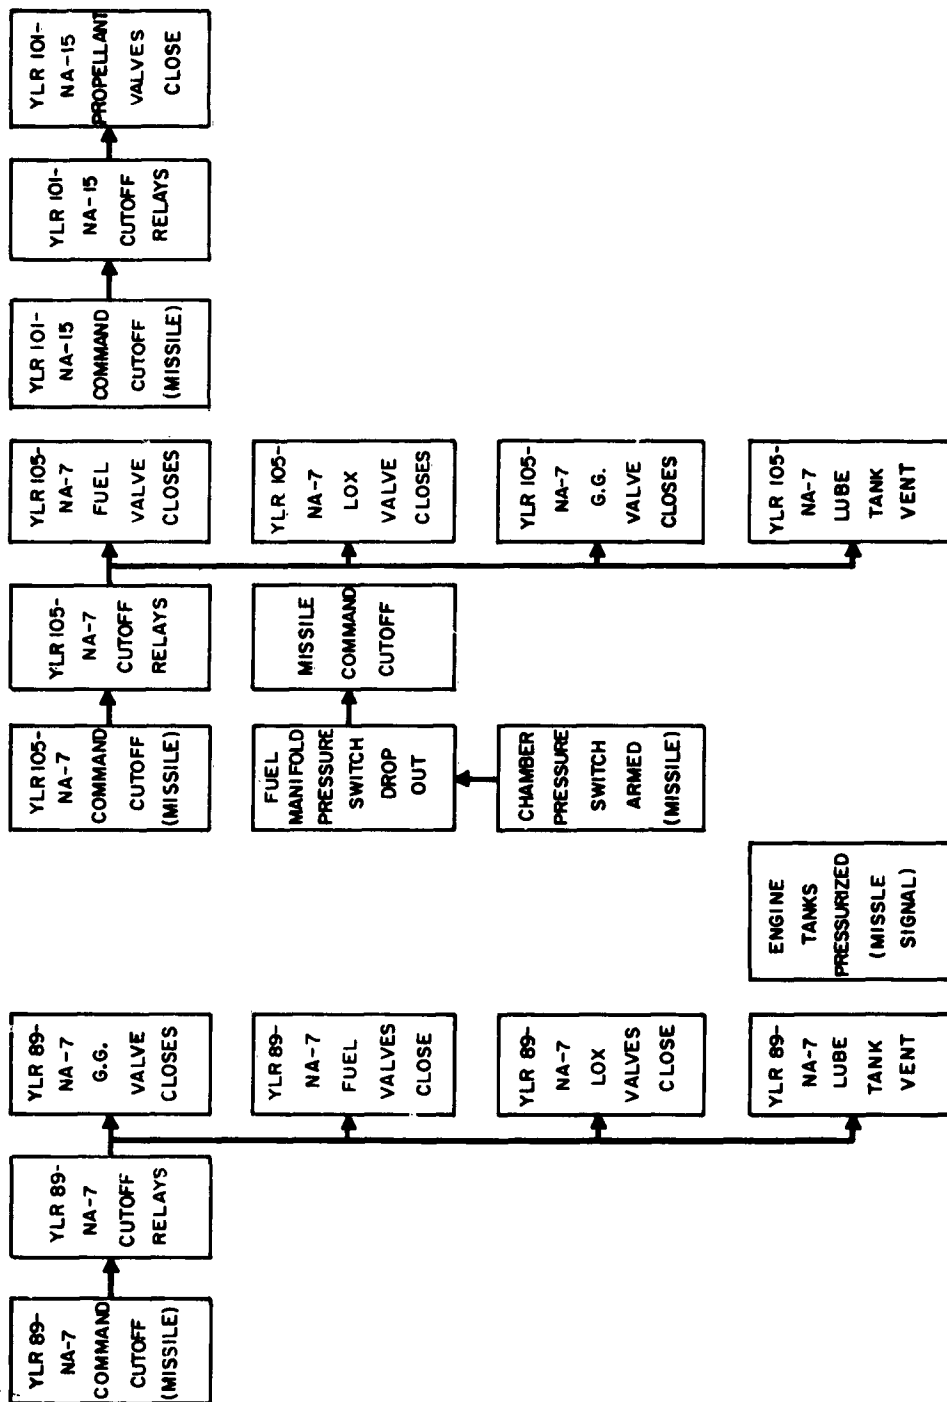 YLR 89-
NA-7
COMMAND
CUTOFF
(MISSILE)
YLR 89-
NA-7
CUTOFF
RELAYS
YLR 89-
NA-7
G.G.
VALVE
CLOSES
YLR 89-
NA-7
FUEL
VALVES
CLOSE
YLR 89-
NA-7
LOX
VALVES
CLOSE
YLR 89-
NA-7
LUBE
TANK
VENT
ENGINE
TANKS
PRESSURIZED
(MISSLE
SIGNAL)
YLR 105-
NA-7
COMMAND
CUTOFF
(MISSILE)
YLR 105-
NA-7
CUTOFF
RELAYS
YLR 105-
NA-7
FUEL
VALVE
CLOSES
FUEL
MANIFOLD
PRESSURE
SWITCH
DROP
OUT
MISSILE
COMMAND
CUTOFF
YLR 105-
NA-7
LOX
VALVE
CLOSES
CHAMBER
PRESSURE
SWITCH
ARMED
(MISSILE)
YLR 105-
NA-7
G.G.
VALVE
CLOSES
YLR 105-
NA-7
LUBE
TANK
VENT
YLR 101-
NA-15
COMMAND
CUTOFF
(MISSILE)
YLR 101-
NA-15
CUTOFF
RELAYS
YLR 101-
NA-15
PROPELLANT
VALVES
CLOSE